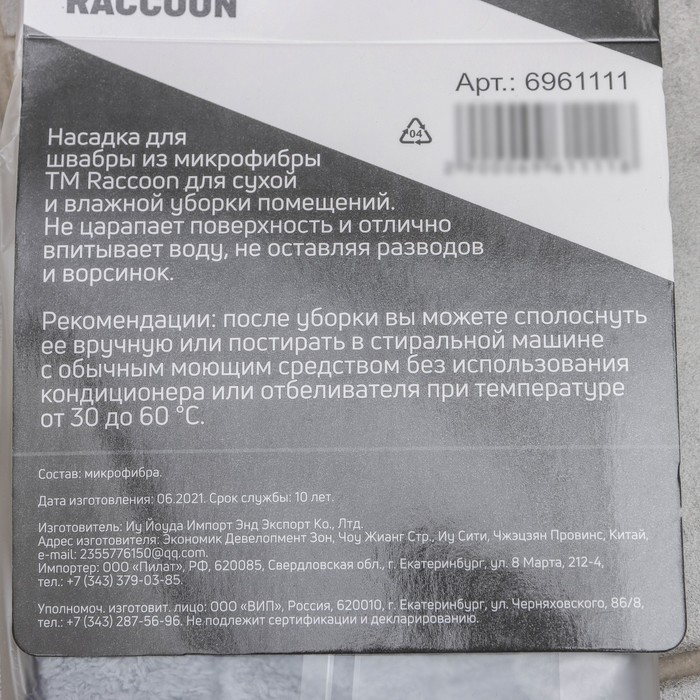 RACCOON
Арт.: 6961111
04
Насадка для
швабры из микрофибры
ТМ Raccoon для сухой
и влажной уборки помещений.
Не царапает поверхность и отлично
впитывает воду, не оставляя разводов
и ворсинок.
Рекомендации: после уборки вы можете сполоснуть
ее вручную или постирать в стиральной машине
с обычным моющим средством без использования
кондиционера или отбеливателя при температуре
от 30 до 60 °C.
Состав: микрофибра.
Дата изготовления: 06.2021. Срок службы: 10 лет.
Изготовитель: Иу Йоуда Импорт Энд Экспорт Ко., Лтд.
Адрес изготовителя: Экономик Девелопмент Зон, Чоу Жианг Стр., Иу Сити, Чжэцзян Провинс, Китай,
e-mail: 2355776150@qq.com.
Импортер: ООО «Пилат», РФ, 620085, Свердловская обл., г. Екатеринбург, ул. 8 Марта, 212-4,
тел.: +7 (343) 379-03-85.
Уполномоч. изготовит. лицо: ООО «ВИП», Россия, 620010, г. Екатеринбург, ул. Черняховского, 86/8,
тел.: +7 (343) 287-56-96. Не подлежит сертификации и декларированию.